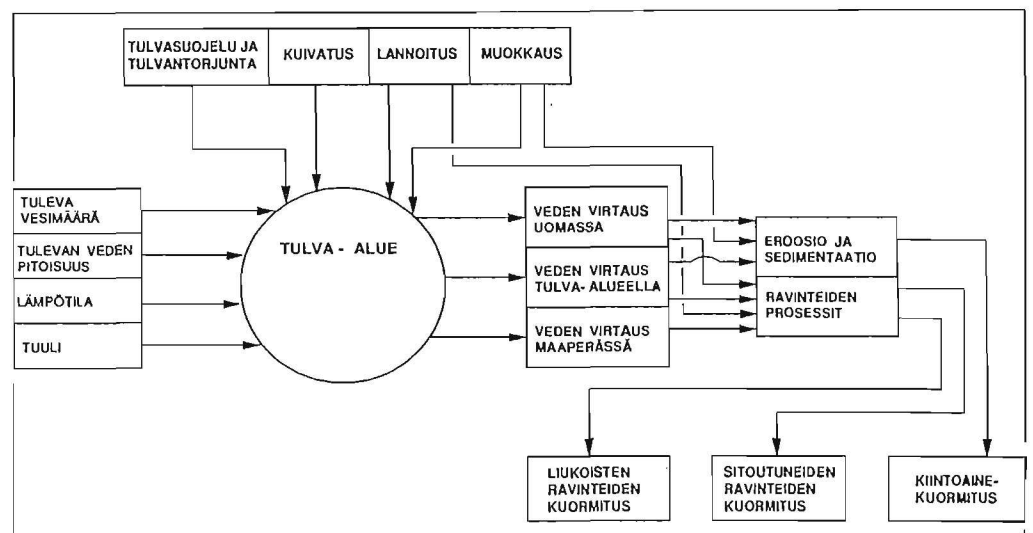 TULVASUOJELU JA
TULVANTORJUNTA
KUIVATUS
LANNOITUS
MUOKKAUS
TULEVA
VESIMÄÄRÄ
TULEVAN VEDEN
PITOISUUS
LÄMPÖTILA
TUULI
TULVA - ALUE
VEDEN VIRTAUS
UOMASSA
VEDEN VIRTAUS
TULVA- ALUEELLA
VEDEN VIRTAUS
MAAPERÄSSÄ
EROOSIO JA
SEDIMENTAATIO
RAVINTEIDEN
PROSESSIT
LIUKOISTEN
RAVINTEIDEN
KUORMITUS
SITOUTUNEIDEN
RAVINTEIDEN
KUORMITUS
KIINTOAINE-
KUORMITUS